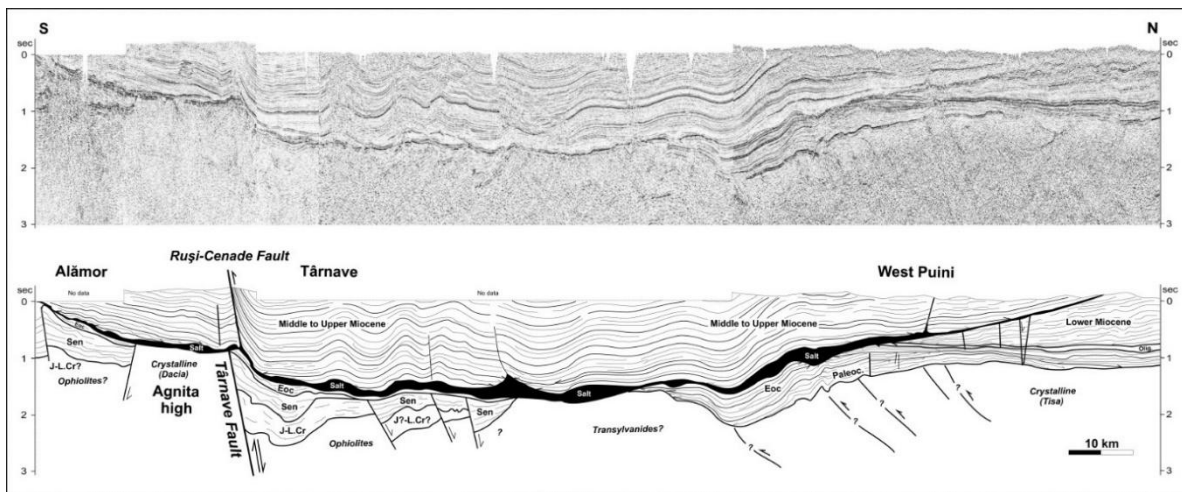 S N
sec sec
0 0
1 1
2 2
3 3
Ruşi-Cenade Fault
Alămor Târnave West Puini
sec sec
No data No data
0 0
Middle to Upper Miocene Middle to Upper Miocene Lower Miocene
Eoc
Sen Salt Salt Olig.
1 J-L.Cr? Crystalline 1
(Dacia)
Ophiolites? Eoc Salt Salt Eoc Paleoc.
Agnita
high
Târnave Fault
Sen Sen Sen Crystalline
(Tisa)
2 J-L.Cr J?-L.Cr? ? ? ? ? 2
Ophiolites Transylvanides? ?
10 km
3 3